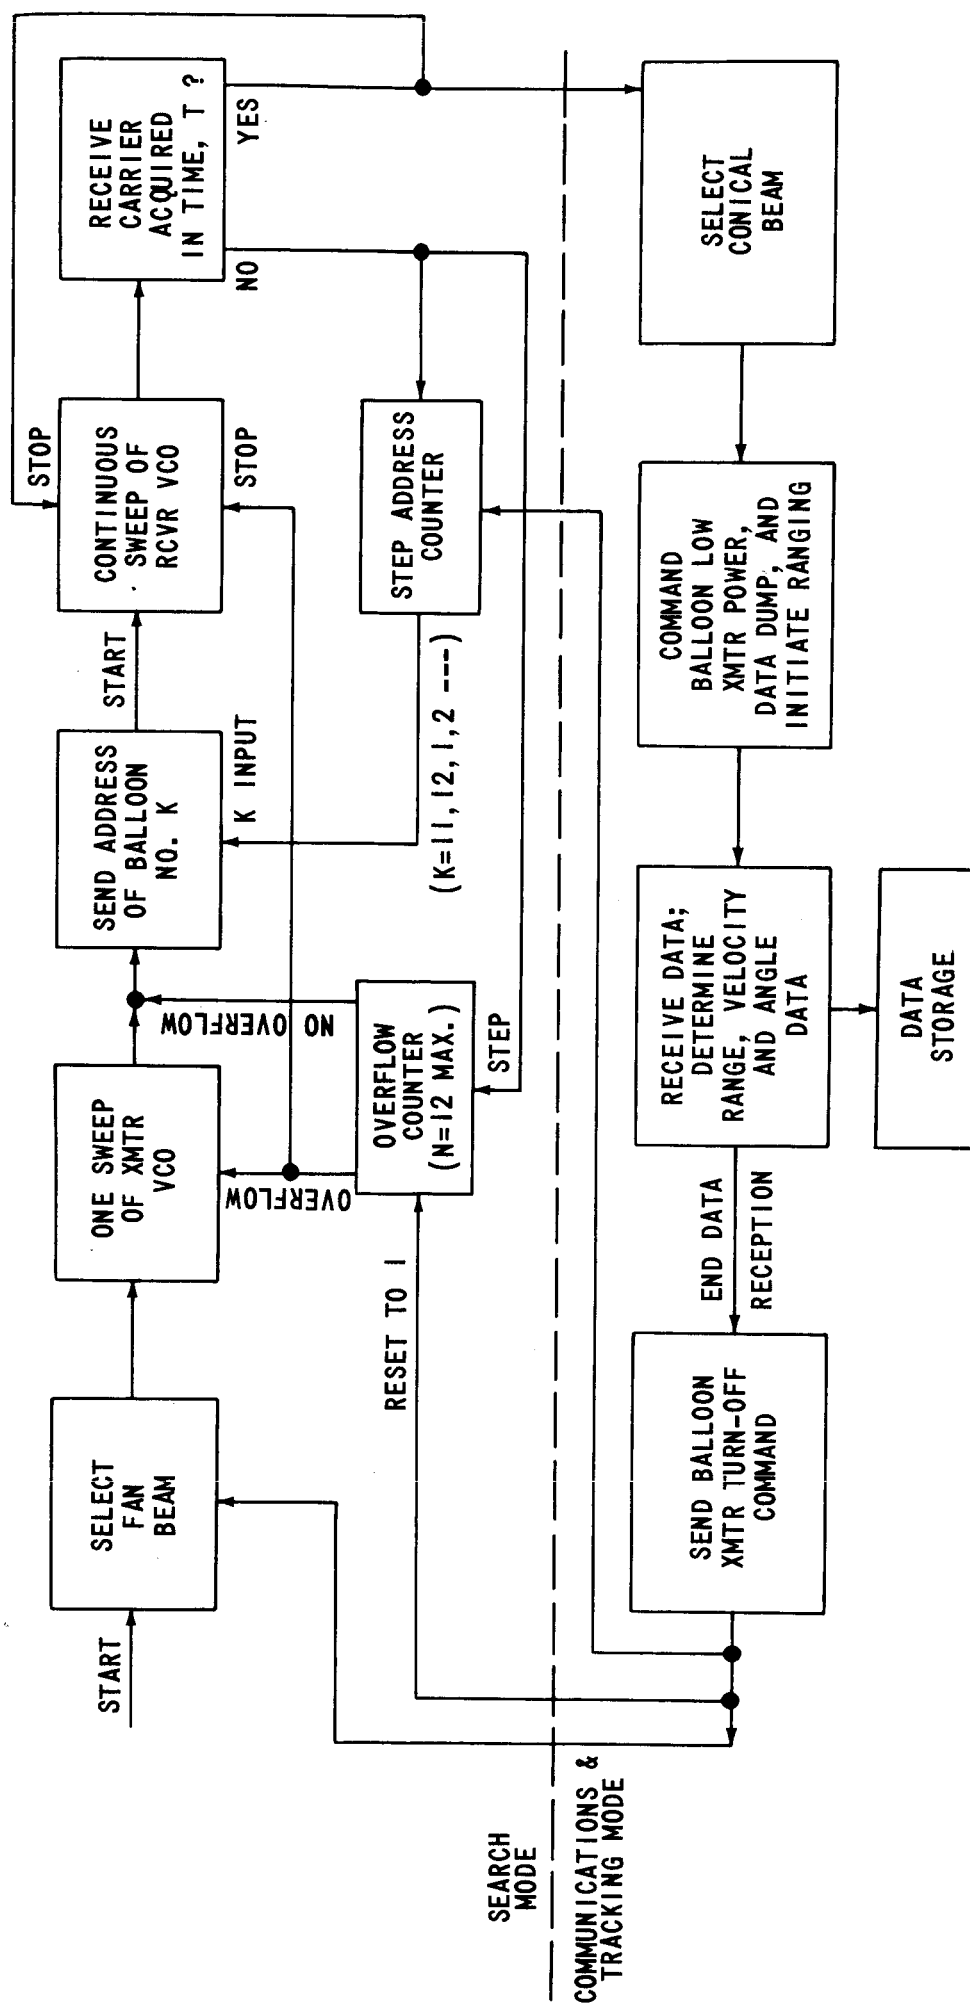 START
SELECT
FAN
BEAM
ONE SWEEP
OF XMTR
VCO
SEND ADDRESS
OF BALLOON
NO. K
START
CONTINUOUS
SWEEP OF
RCVR VCO
STOP
STOP
RECEIVE
CARRIER
ACQUIRED
IN TIME, T ?
NO
YES
K INPUT
OVERFLOW
NO OVERFLOW
OVERFLOW
COUNTER
(N=12 MAX.)
STEP
RESET TO 1
STEP ADDRESS
COUNTER
(K=11, 12, 1, 2 ---)
SEARCH
MODE
COMMUNICATIONS &
TRACKING MODE
SEND BALLOON
XMTR TURN-OFF
COMMAND
END DATA
RECEPTION
RECEIVE DATA;
DETERMINE
RANGE, VELOCITY
AND ANGLE
DATA
COMMAND
BALLOON LOW
XMTR POWER,
DATA DUMP, AND
INITIATE RANGING
SELECT
CONICAL
BEAM
DATA
STORAGE